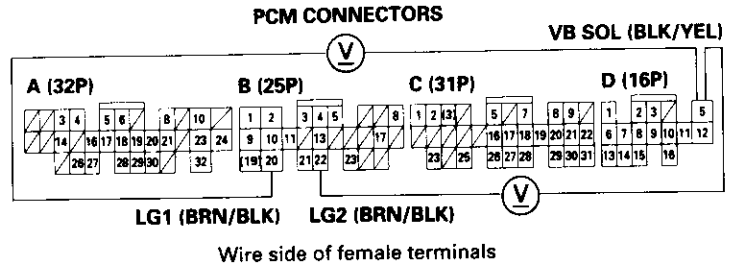 PCM CONNECTORS
VB SOL (BLK/YEL)
V
A (32P) B (25P) C (31P) D (16P)
3 4 5 6 8 10 1 2 3 4 5 8 1 2 (3) 5 7 8 9 1 2 3 5
14 16 17 18 19 20 21 23 24 9 10 11 13 17 16 17 18 19 20 21 22 6 7 8 9 10 11 12
26 27 28 29 30 32 (19) 20 21 22 23 23 25 26 27 28 29 30 31 13 14 15 16
V
LG1 (BRN/BLK) LG2 (BRN/BLK)
Wire side of female terminals